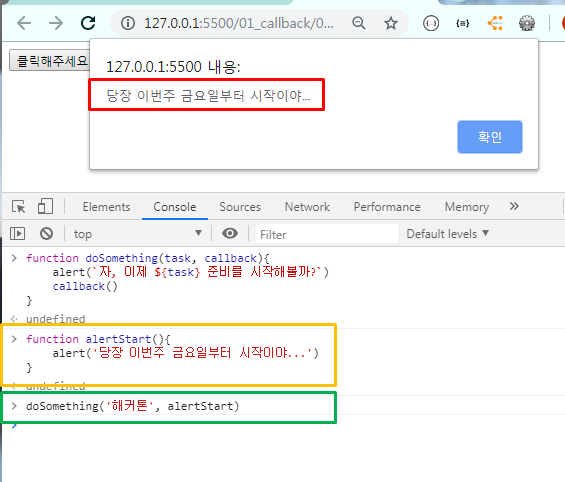 127.0.0.1:5500/01_callback/0...
클릭해주세요
127.0.0.1:5500 내용:
당장 이번주 금요일부터 시작이야...
확인
Elements Console Sources Network Performance Memory »
top Filter Default levels ▼
> function doSomething(task, callback){
alert(`자, 이제 ${task} 준비를 시작해볼까?`)
callback()
}
undefined
> function alertStart(){
alert('당장 이번주 금요일부터 시작이야...')
}
undefined
> doSomething('해커톤', alertStart)
>